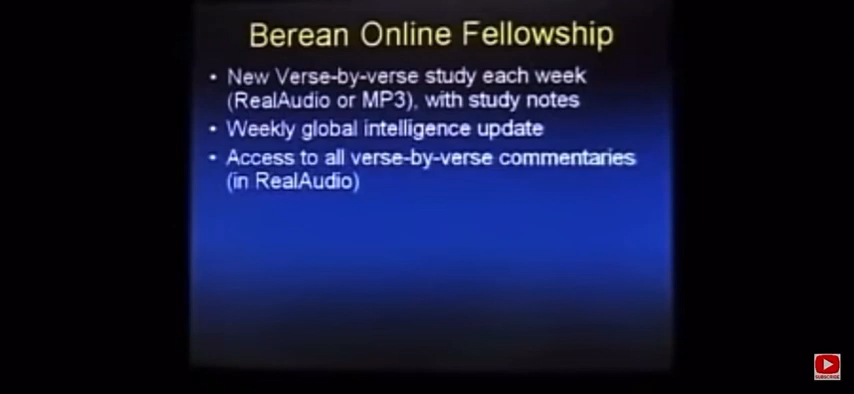 Berean Online Fellowship
• New Verse-by-verse study each week
(RealAudio or MP3), with study notes
• Weekly global intelligence update
• Access to all verse-by-verse commentaries
(in RealAudio)
SUBSCRIBE